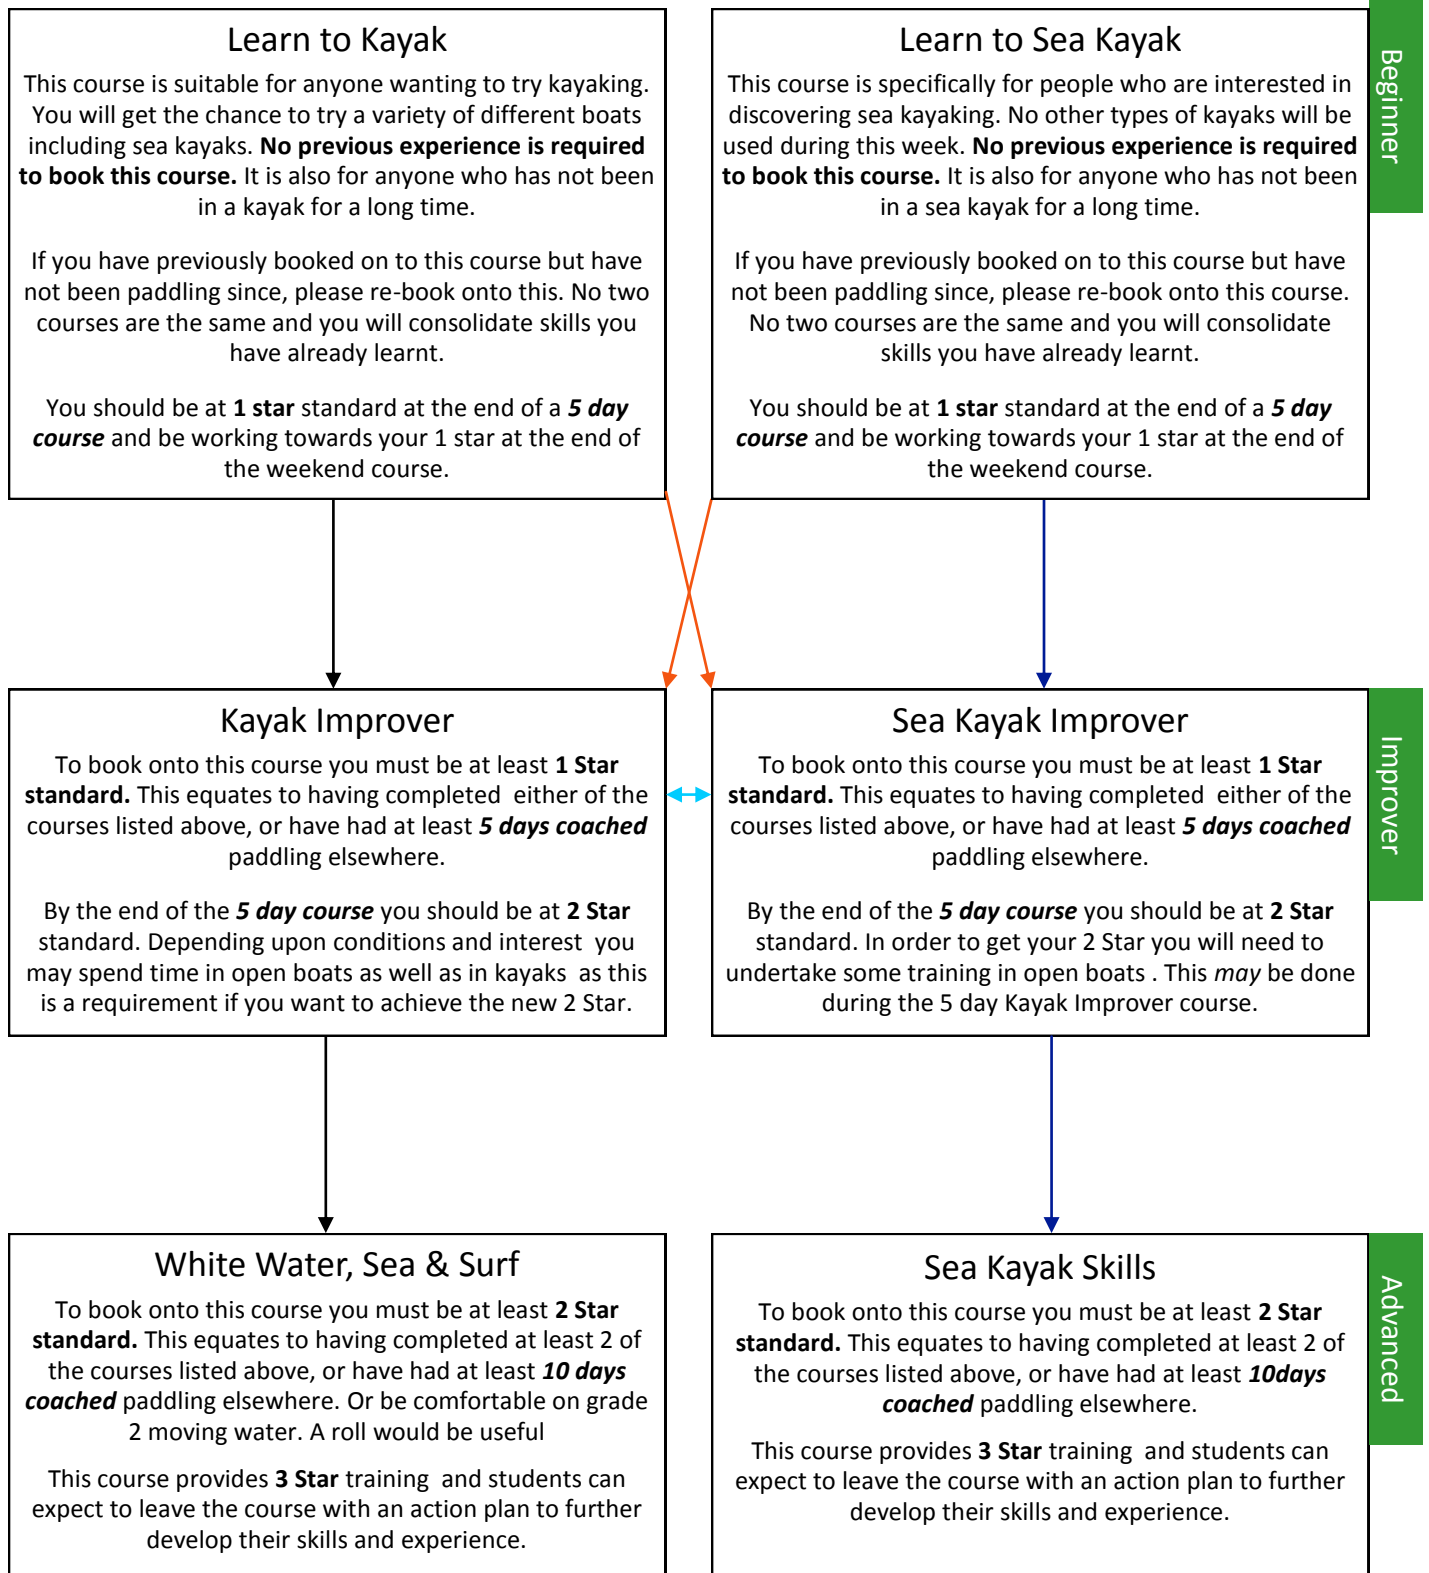 Learn to Kayak
This course is suitable for anyone wanting to try kayaking.
You will get the chance to try a variety of different boats
including sea kayaks. No previous experience is required
to book this course. It is also for anyone who has not been
in a kayak for a long time.
If you have previously booked on to this course but have
not been paddling since, please re-book onto this. No two
courses are the same and you will consolidate skills you
have already learnt.
You should be at 1 star standard at the end of a 5 day
course and be working towards your 1 star at the end of
the weekend course.
Learn to Sea Kayak
This course is specifically for people who are interested in
discovering sea kayaking. No other types of kayaks will be
used during this week. No previous experience is required
to book this course. It is also for anyone who has not been
in a sea kayak for a long time.
If you have previously booked on to this course but have
not been paddling since, please re-book onto this course.
No two courses are the same and you will consolidate
skills you have already learnt.
You should be at 1 star standard at the end of a 5 day
course and be working towards your 1 star at the end of
the weekend course.
Beginner
Kayak Improver
To book onto this course you must be at least 1 Star
standard. This equates to having completed  either of the
courses listed above, or have had at least 5 days coached
paddling elsewhere.
By the end of the 5 day course you should be at 2 Star
standard. Depending upon conditions and interest  you
may spend time in open boats as well as in kayaks  as this
is a requirement if you want to achieve the new 2 Star.
Sea Kayak Improver
To book onto this course you must be at least 1 Star
standard. This equates to having completed  either of the
courses listed above, or have had at least 5 days coached
paddling elsewhere.
By the end of the 5 day course you should be at 2 Star
standard. In order to get your 2 Star you will need to
undertake some training in open boats . This may be done
during the 5 day Kayak Improver course.
Improver
White Water, Sea & Surf
To book onto this course you must be at least 2 Star
standard. This equates to having completed at least 2 of
the courses listed above, or have had at least 10 days
coached paddling elsewhere. Or be comfortable on grade
2 moving water. A roll would be useful
This course provides 3 Star training  and students can
expect to leave the course with an action plan to further
develop their skills and experience.
Sea Kayak Skills
To book onto this course you must be at least 2 Star
standard. This equates to having completed at least 2 of
the courses listed above, or have had at least 10days
coached paddling elsewhere.
This course provides 3 Star training  and students can
expect to leave the course with an action plan to further
develop their skills and experience.
Advanced